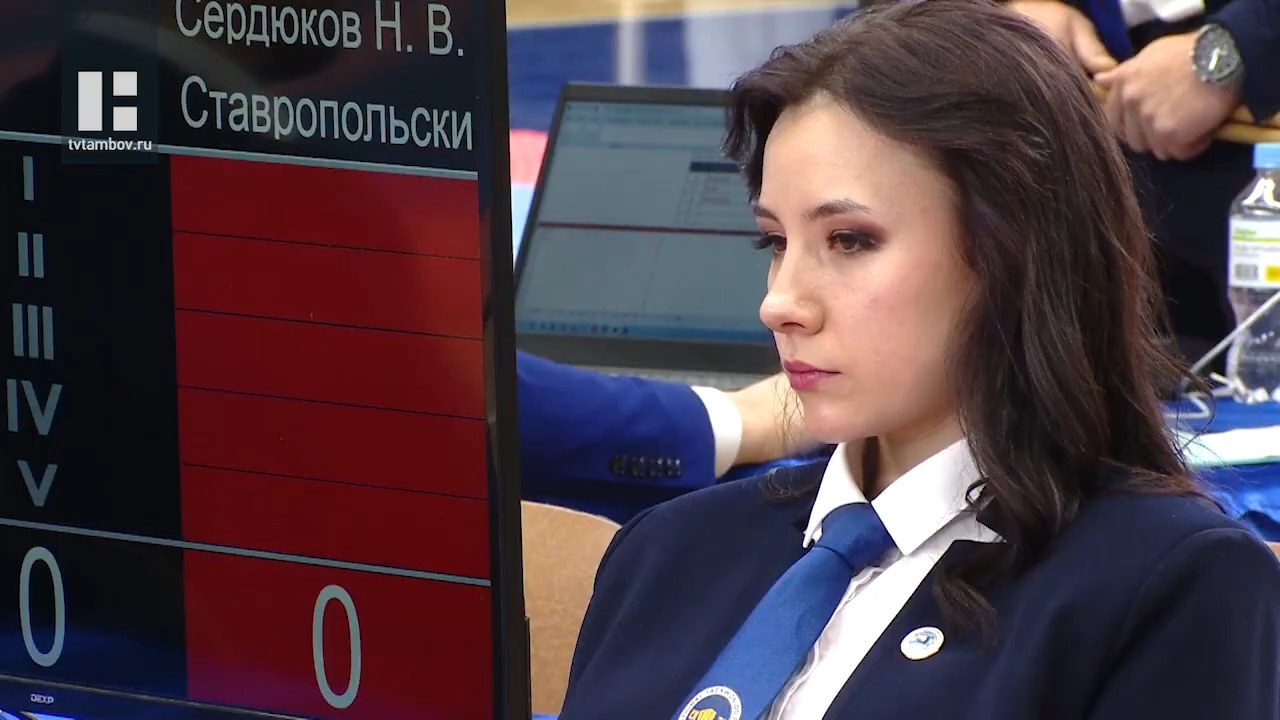 Сердюков Н. В.
Ставропольски
tvtambov.ru
I
II
III
IV
V
0 0
DEXP